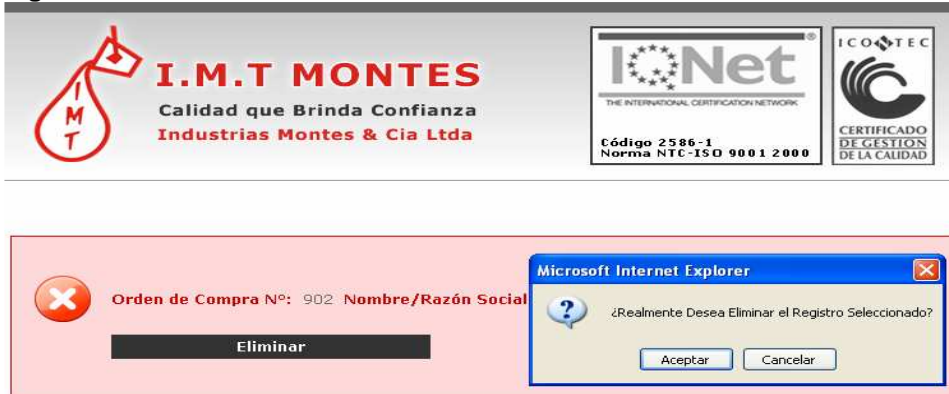 I.M.T MONTES
Calidad que Brinda Confianza
Industrias Montes & Cia Ltda
I
M
T
IQNet
®
THE INTERNATIONAL CERTIFICATION NETWORK
Código 2586-1
Norma NTC-ISO 9001 2000
ICONTEC
CERTIFICADO
DE GESTIÓN
DE LA CALIDAD
Orden de Compra Nº: 902 Nombre/Razón Social
Eliminar
Microsoft Internet Explorer
¿Realmente Desea Eliminar el Registro Seleccionado?
Aceptar Cancelar